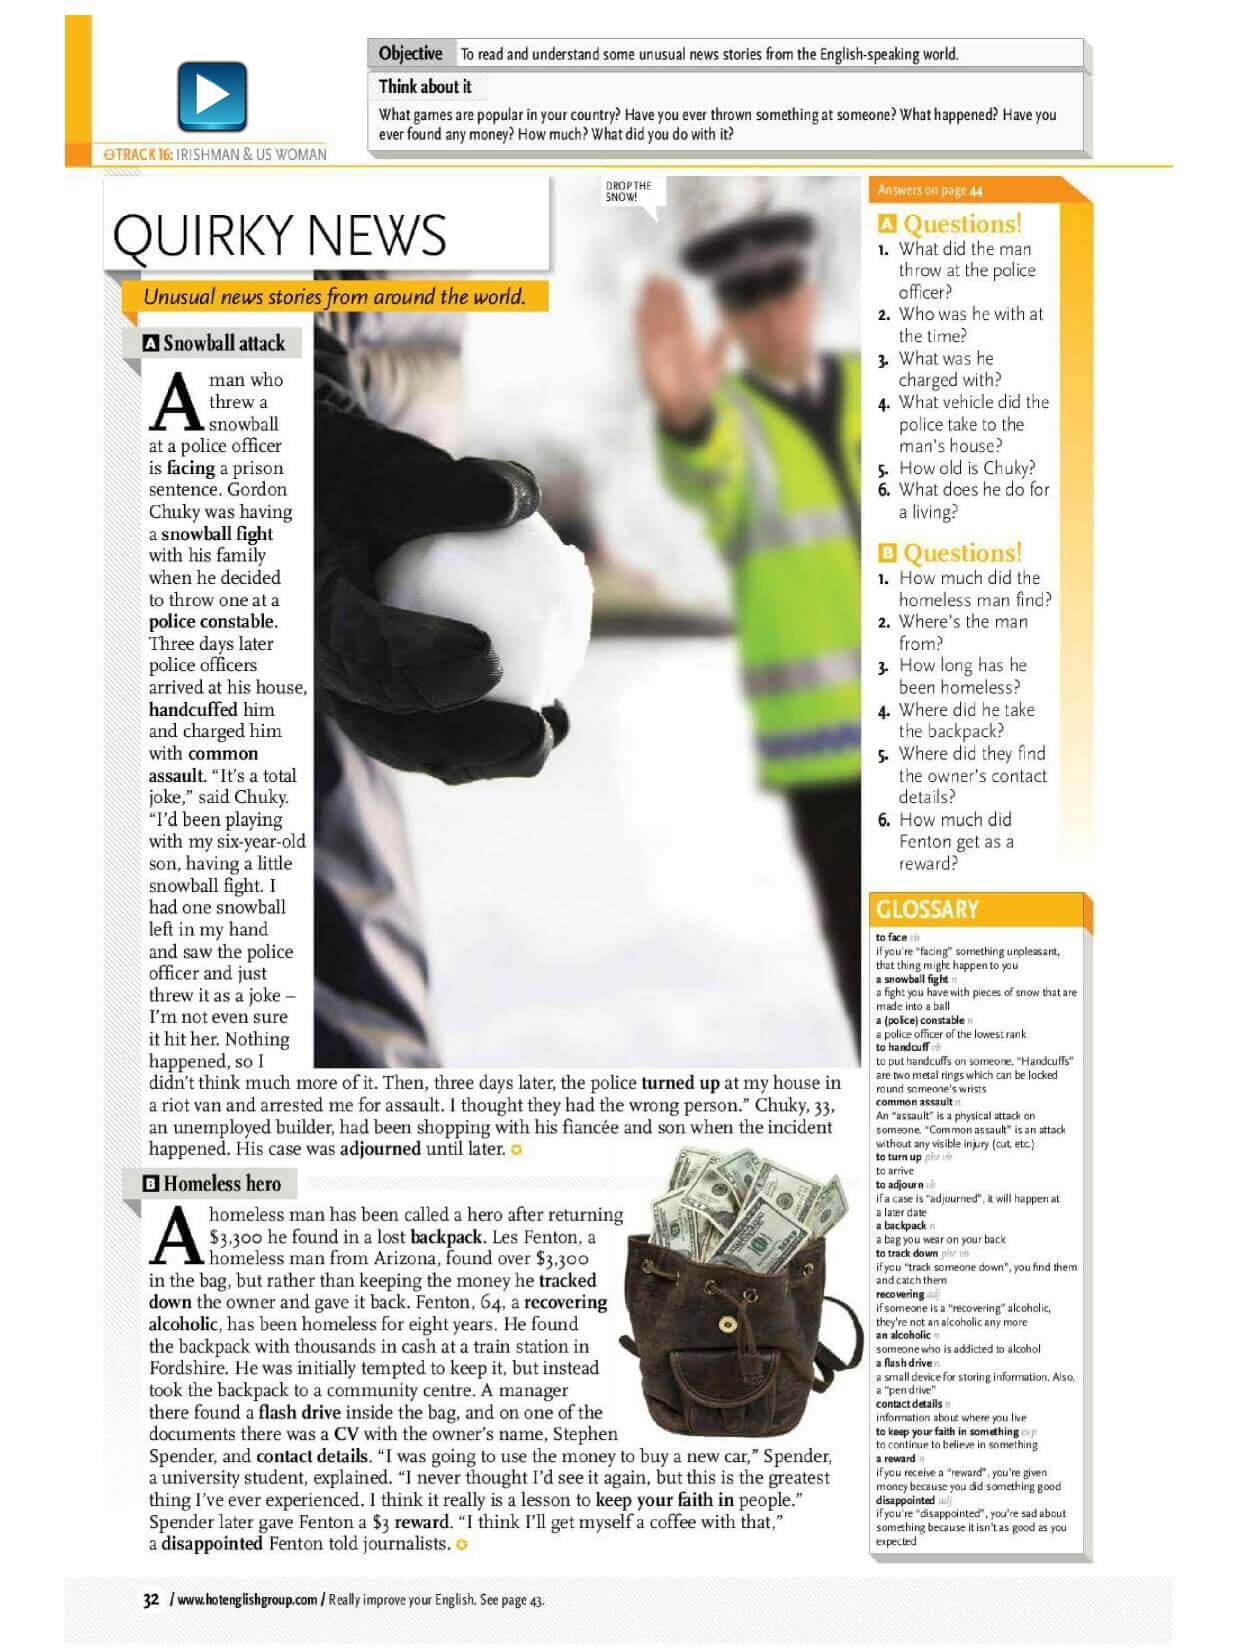 Objective To read and understand some unusual news stories from the English-speaking world.
Think about it
What games are popular in your country? Have you ever thrown something at someone? What happened? Have you
ever found any money? How much? What did you do with it?
TRACK 16: IRISHMAN & US WOMAN
QUIRKY NEWS
Unusual news stories from around the world.
DROP THE
SNOW!
A Snowball attack
A man who
threw a
snowball
at a police officer
is facing a prison
sentence. Gordon
Chuky was having
a snowball fight
with his family
when he decided
to throw one at a
police constable.
Three days later
police officers
arrived at his house,
handcuffed him
and charged him
with common
assault. “It’s a total
joke,” said Chuky.
“I’d been playing
with my six-year-old
son, having a little
snowball fight. I
had one snowball
left in my hand
and saw the police
officer and just
threw it as a joke –
I’m not even sure
it hit her. Nothing
happened, so I
didn’t think much more of it. Then, three days later, the police turned up at my house in
a riot van and arrested me for assault. I thought they had the wrong person.” Chuky, 33,
an unemployed builder, had been shopping with his fiancée and son when the incident
happened. His case was adjourned until later.
B Homeless hero
A homeless man has been called a hero after returning
$3,300 he found in a lost backpack. Les Fenton, a
homeless man from Arizona, found over $3,300
in the bag, but rather than keeping the money he tracked
down the owner and gave it back. Fenton, 64, a recovering
alcoholic, has been homeless for eight years. He found
the backpack with thousands in cash at a train station in
Fordshire. He was initially tempted to keep it, but instead
took the backpack to a community centre. A manager
there found a flash drive inside the bag, and on one of the
documents there was a CV with the owner’s name, Stephen
Spender, and contact details. “I was going to use the money to buy a new car,” Spender,
a university student, explained. “I never thought I’d see it again, but this is the greatest
thing I’ve ever experienced. I think it really is a lesson to keep your faith in people.”
Spender later gave Fenton a $3 reward. “I think I’ll get myself a coffee with that,”
a disappointed Fenton told journalists.
Answers on page 44
A Questions!
1. What did the man
throw at the police
officer?
2. Who was he with at
the time?
3. What was he
charged with?
4. What vehicle did the
police take to the
man’s house?
5. How old is Chuky?
6. What does he do for
a living?
B Questions!
1. How much did the
homeless man find?
2. Where’s the man
from?
3. How long has he
been homeless?
4. Where did he take
the backpack?
5. Where did they find
the owner’s contact
details?
6. How much did
Fenton get as a
reward?
GLOSSARY
to face vb
if you’re “facing” something unpleasant,
that thing might happen to you
a snowball fight n
a fight you have with pieces of snow that are
made into a ball
a (police) constable n
a police officer of the lowest rank
to handcuff vb
to put handcuffs on someone. “Handcuffs”
are two metal rings which can be locked
round someone’s wrists
common assault n
An “assault” is a physical attack on
someone. “Common assault” is an attack
without any visible injury (cut, etc.)
to turn up phr vb
to arrive
to adjourn vb
if a case is “adjourned”, it will happen at
a later date
a backpack n
a bag you wear on your back
to track down phr vb
if you “track someone down”, you find them
and catch them
recovering adj
if someone is a “recovering” alcoholic,
they’re not an alcoholic any more
an alcoholic n
someone who is addicted to alcohol
a flash drive n
a small device for storing information. Also,
a “pen drive”
contact details n
information about where you live
to keep your faith in something exp
to continue to believe in something
a reward n
if you receive a “reward”, you’re given
money because you did something good
disappointed adj
if you’re “disappointed”, you’re sad about
something because it isn’t as good as you
expected
32 / www.hotenglishgroup.com / Really improve your English. See page 43.